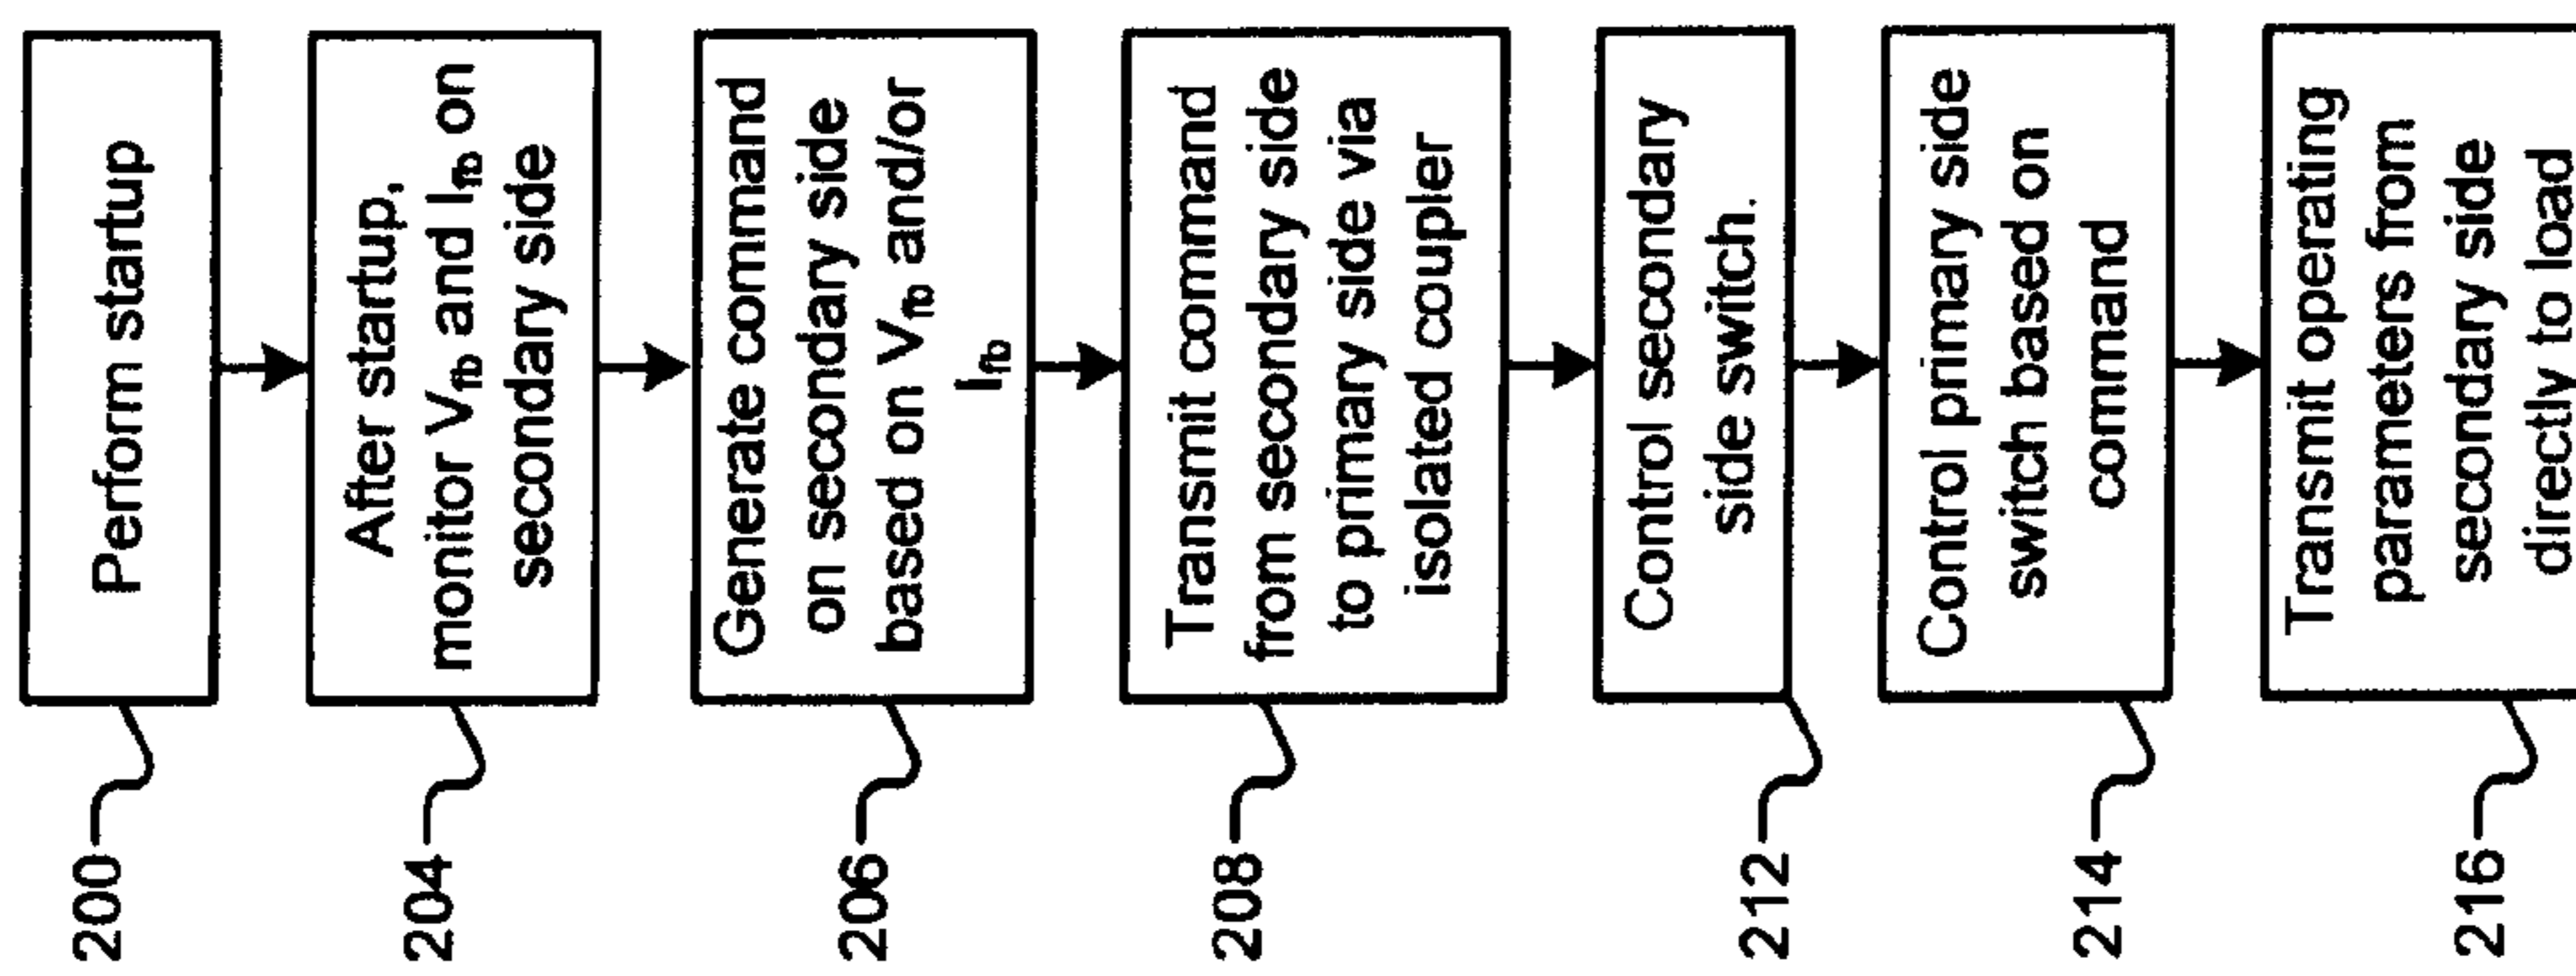 200
Perform startup
204
After startup,
monitor Vfb and Ifb on
secondary side
206
Generate command
on secondary side
based on Vfb and/or
Ifb
208
Transmit command
from secondary side
to primary side via
isolated coupler
212
Control secondary
side switch.
214
Control primary side
switch based on
command
216
Transmit operating
parameters from
secondary side
directly to load